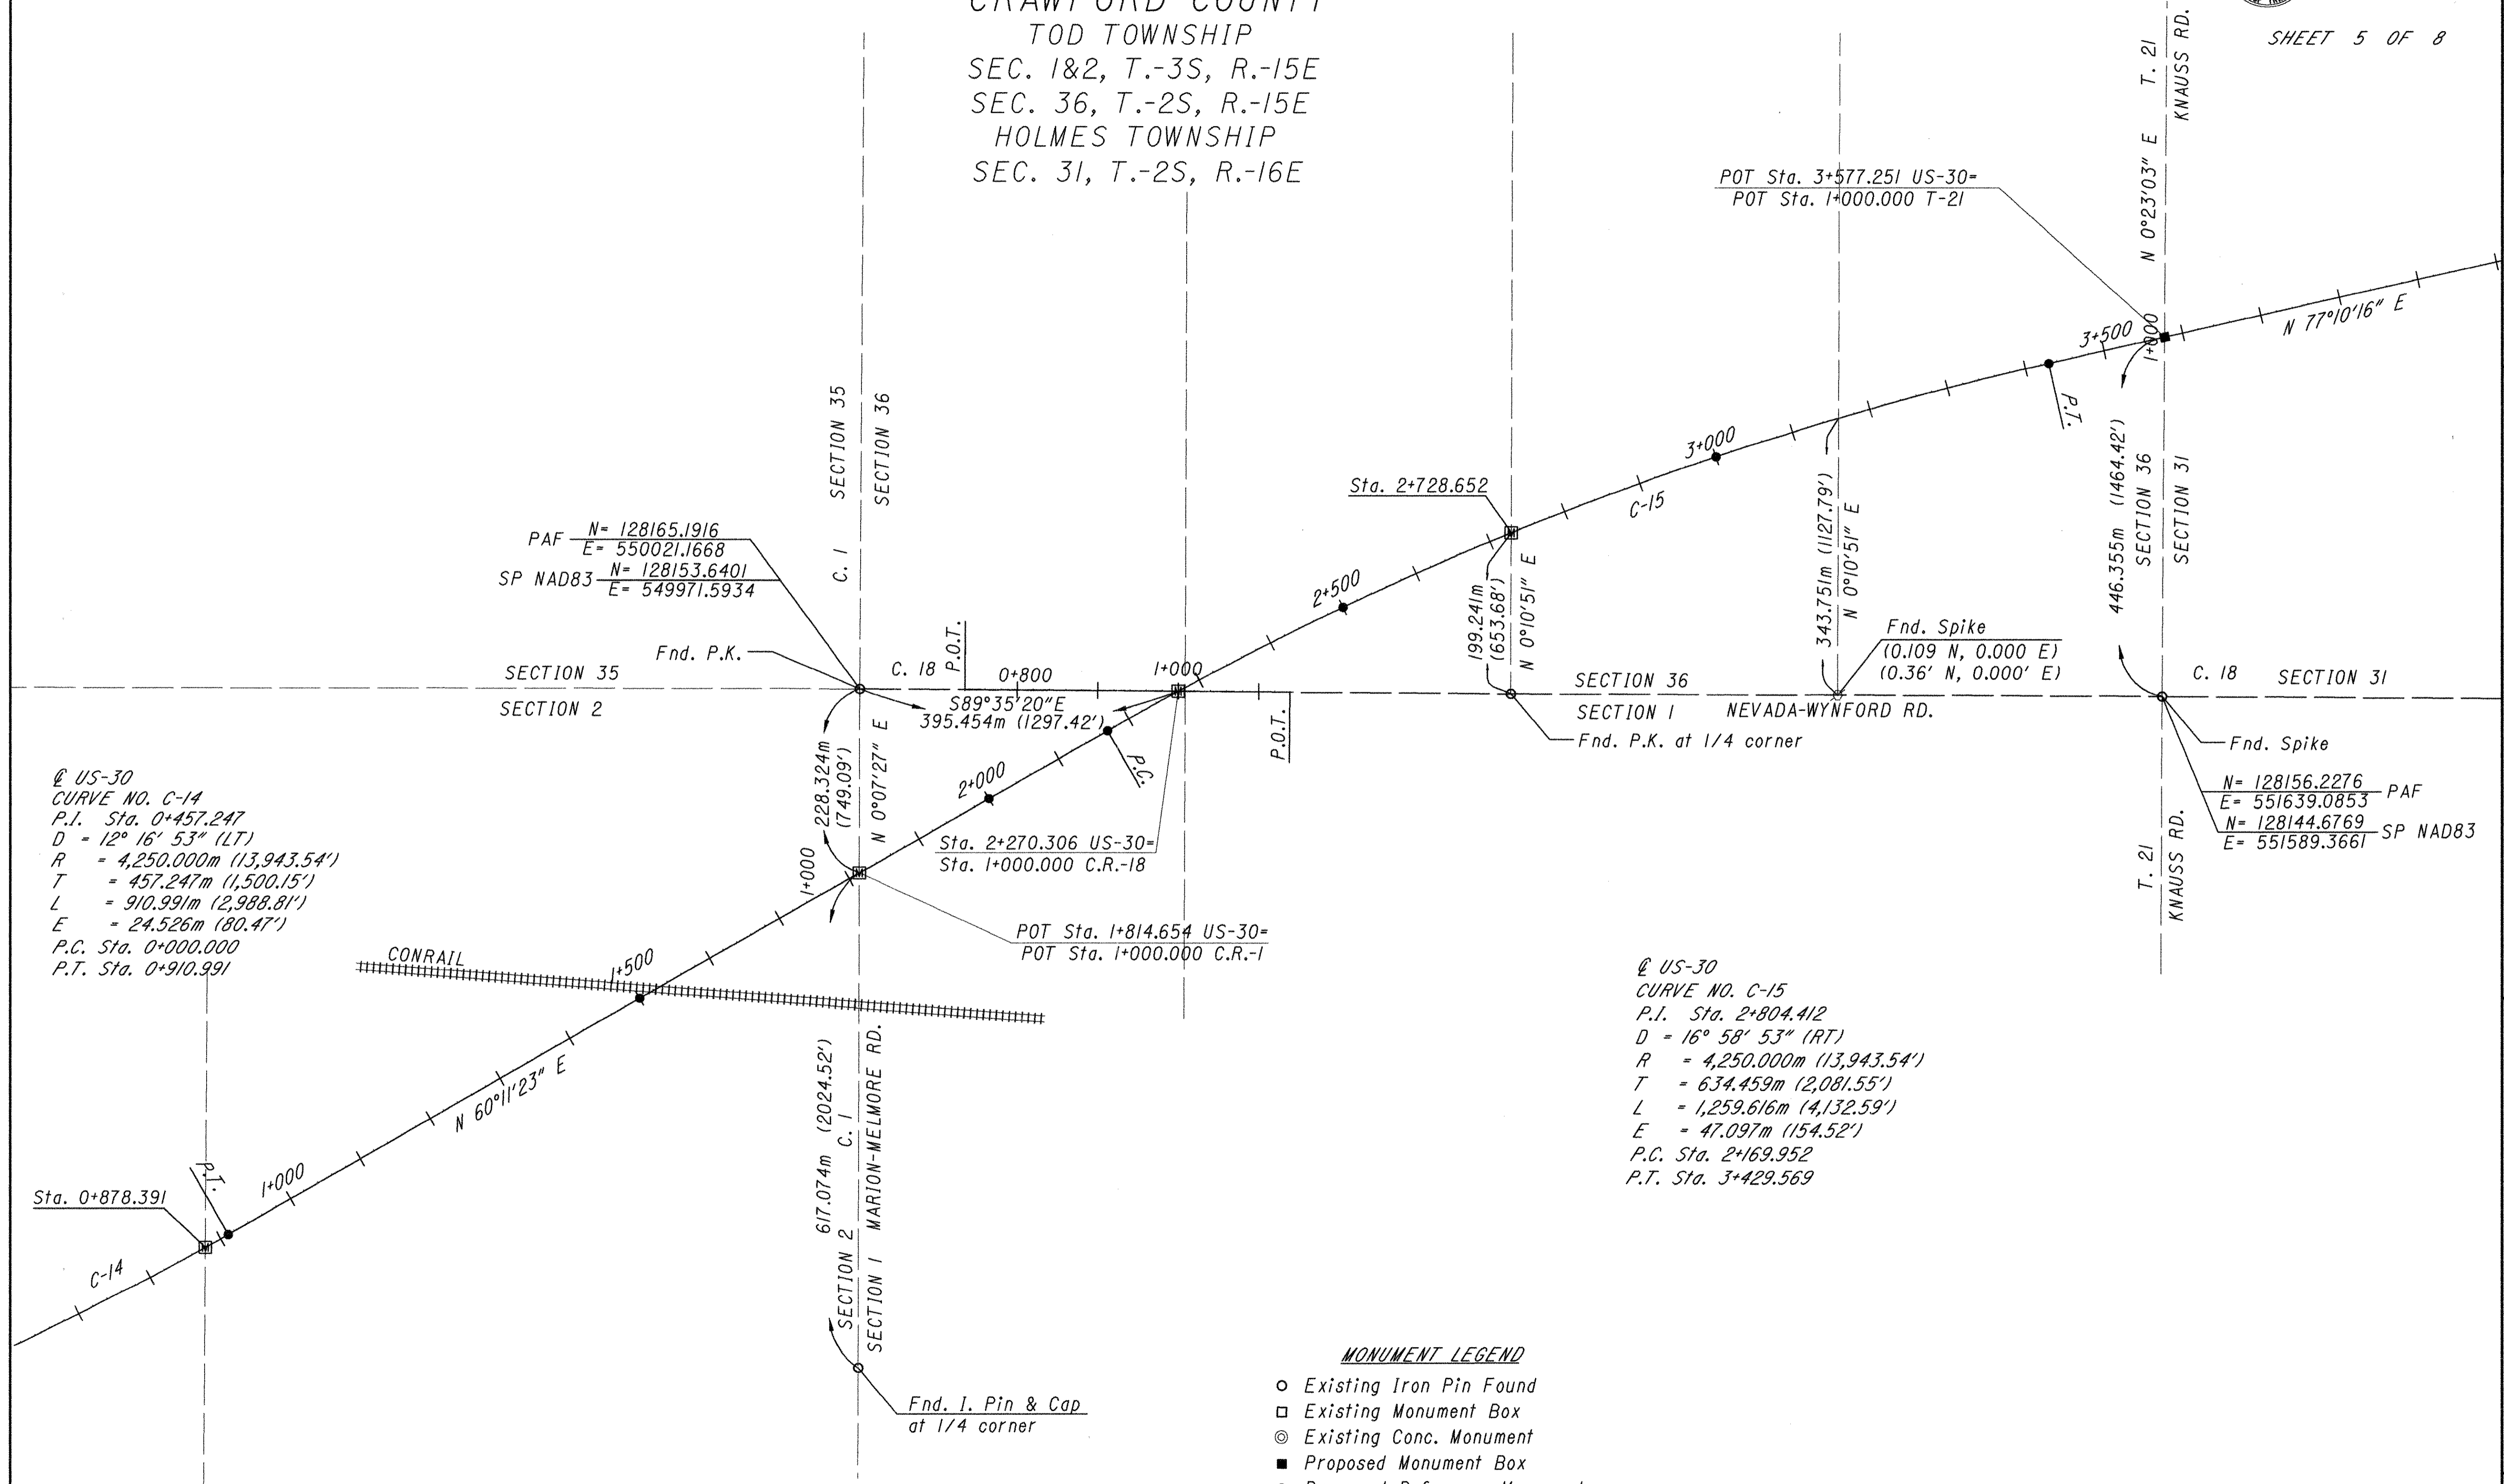 CRAWFORD COUNTY
TOD TOWNSHIP
SEC. 1&2, T.-3S, R.-15E
SEC. 36, T.-2S, R.-15E
HOLMES TOWNSHIP
SEC. 31, T.-2S, R.-16E
SHEET 5 OF 8
T. 21
KNAUSS RD.
N 0°23'03" E
POT Sta. 3+577.251 US-30=
POT Sta. 1+000.000 T-21
N 77°10'16" E
3+500
1+000
P.T.
446.355m (1464.42')
SECTION 36
SECTION 31
SECTION 35
SECTION 36
C. 1
3+000
C-15
Sta. 2+728.652
343.751m (1127.79')
N 0°10'51" E
199.241m
(653.68')
N 0°10'51" E
2+500
PAF
N= 128165.1916
E= 550021.1668
SP NAD83
N= 128153.6401
E= 549971.5934
Fnd. P.K.
SECTION 35
SECTION 2
C. 18
P.O.T.
0+800
1+000
S89°35'20"E
395.454m (1297.42')
P.O.T.
SECTION 36
SECTION 1
NEVADA-WYNFORD RD.
Fnd. P.K. at 1/4 corner
Fnd. Spike
(0.109 N, 0.000 E)
(0.36' N, 0.000' E)
C. 18
SECTION 31
Fnd. Spike
N= 128156.2276
E= 551639.0853
PAF
N= 128144.6769
E= 551589.3661
SP NAD83
T. 21
KNAUSS RD.
228.324m
(749.09')
N 0°07'27" E
P.C.
2+000
Sta. 2+270.306 US-30=
Sta. 1+000.000 C.R.-18
1+000
POT Sta. 1+814.654 US-30=
POT Sta. 1+000.000 C.R.-1
℄ US-30
CURVE NO. C-14
P.I. Sta. 0+457.247
D = 12° 16' 53" (LT)
R = 4,250.000m (13,943.54')
T = 457.247m (1,500.15')
L = 910.991m (2,988.81')
E = 24.526m (80.47')
P.C. Sta. 0+000.000
P.T. Sta. 0+910.991
CONRAIL
1+500
N 60°11'23" E
℄ US-30
CURVE NO. C-15
P.I. Sta. 2+804.412
D = 16° 58' 53" (RT)
R = 4,250.000m (13,943.54')
T = 634.459m (2,081.55')
L = 1,259.616m (4,132.59')
E = 47.097m (154.52')
P.C. Sta. 2+169.952
P.T. Sta. 3+429.569
617.074m (2024.52')
C. 1
MARION-MELMORE RD.
SECTION 2
SECTION 1
P.T.
1+000
Sta. 0+878.391
C-14
Fnd. I. Pin & Cap
at 1/4 corner
MONUMENT LEGEND
Existing Iron Pin Found
Existing Monument Box
Existing Conc. Monument
Proposed Monument Box